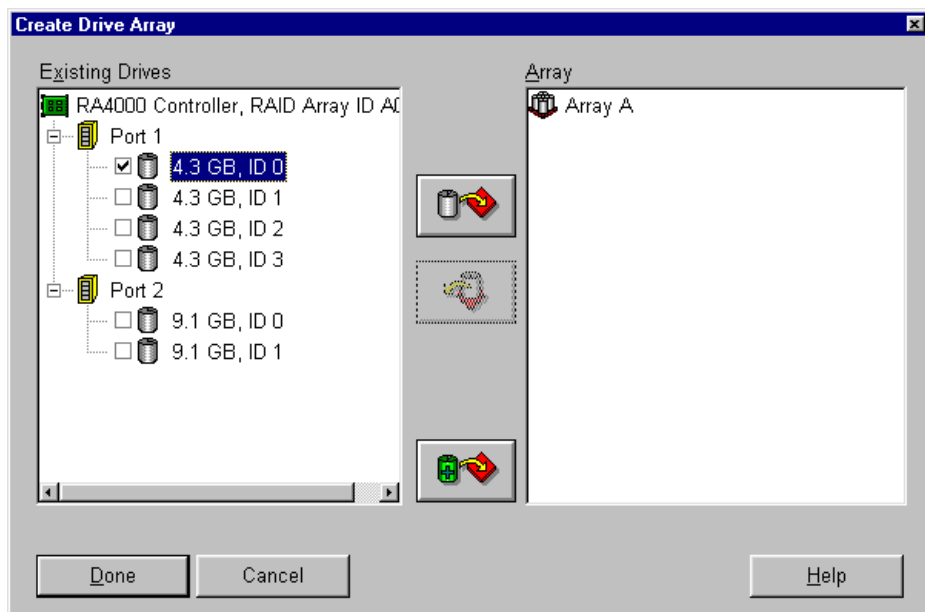 Create Drive Array
Existing Drives
RA4000 Controller, RAID Array ID
Port 1
4.3 GB, ID 0
4.3 GB, ID 1
4.3 GB, ID 2
4.3 GB, ID 3
Port 2
9.1 GB, ID 0
9.1 GB, ID 1
Array
Array A
Done
Cancel
Help